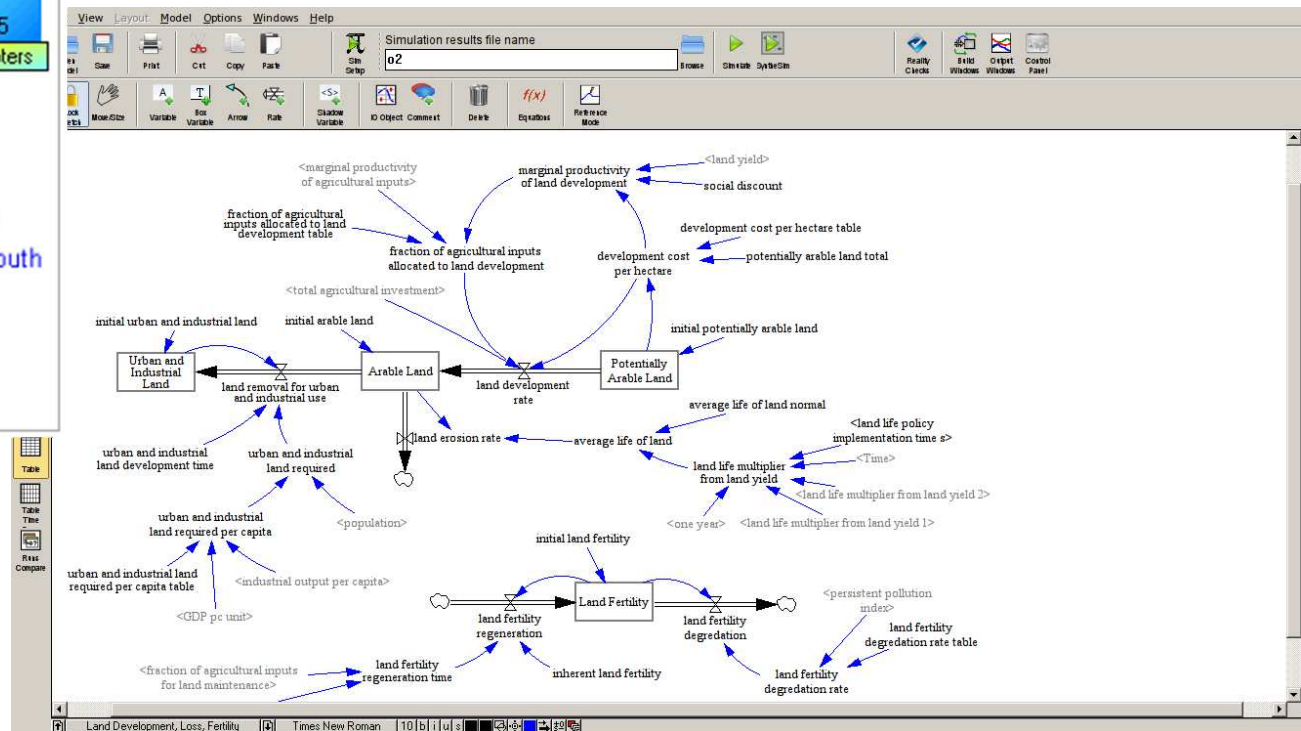 5
ters
outh
View Layout Model Options Windows Help
Simulation results file name
o2
Save Print Cut Copy Paste Sim Setup Browse Simulate SyntheSim Reality Checks Build Windows Output Windows Control Panel
Move/Size Variable Box Variable Arrow Rate Shadow Variable IO Object Comment Delete Equations Reference Mode
<S>
f(x)
<marginal productivity
of agricultural inputs>
marginal productivity
of land development
<land yield>
social discount
fraction of agricultural
inputs allocated to land
development table
fraction of agricultural inputs
allocated to land development
development cost per hectare table
development cost
per hectare
potentially arable land total
<total agricultural investment>
initial urban and industrial land
initial arable land
initial potentially arable land
Urban and
Industrial
Land
land removal for urban
and industrial use
Arable Land
land development
rate
Potentially
Arable Land
average life of land normal
land erosion rate
average life of land
<land life policy
implementation time s>
<Time>
land life multiplier
from land yield
<land life multiplier from land yield 2>
<land life multiplier from land yield 1>
<one year>
urban and industrial
land development time
urban and industrial
land required
<population>
urban and industrial
land required per capita
urban and industrial land
required per capita table
<industrial output per capita>
<GDP pc unit>
initial land fertility
Land Fertility
land fertility
regeneration
land fertility
degredation
<persistent pollution
index>
land fertility
degredation rate table
land fertility
degredation rate
<fraction of agricultural inputs
for land maintenance>
land fertility
regeneration time
inherent land fertility
Table
Table
Time
Runs
Compare
Land Development, Loss, Fertility Times New Roman 10 b i u s